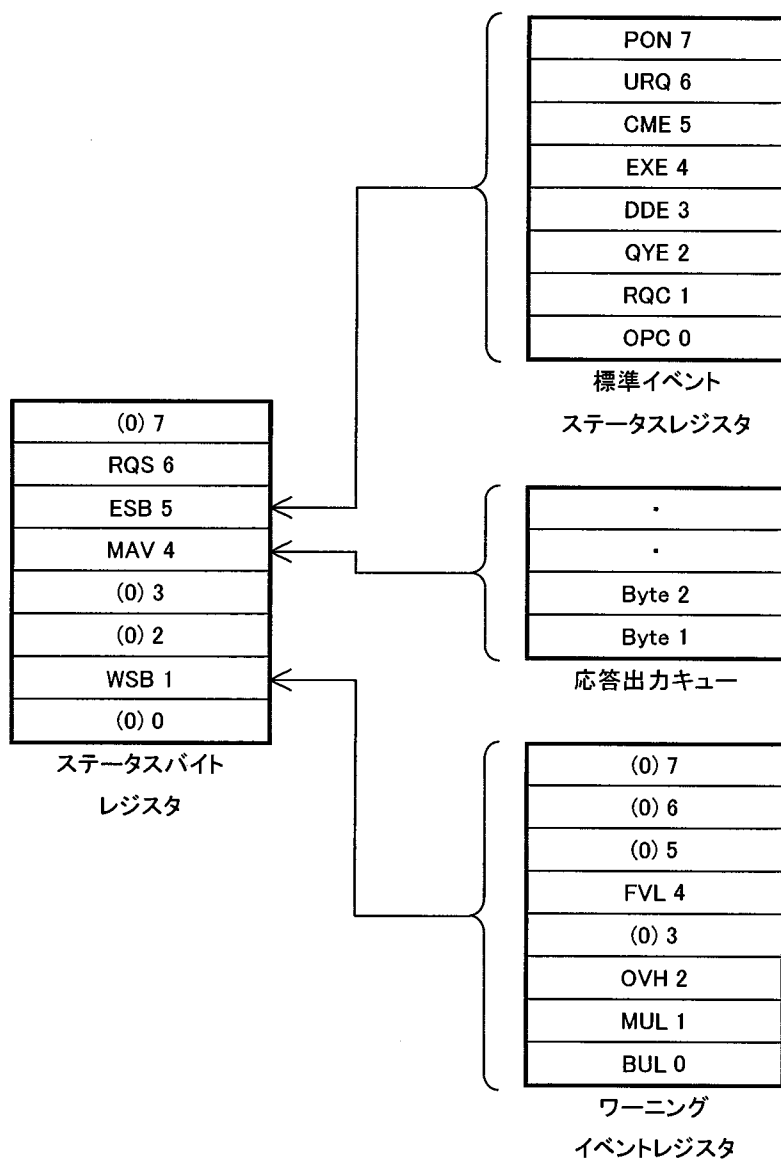 PON 7
URQ 6
CME 5
EXE 4
DDE 3
QYE 2
RQC 1
OPC 0
標準イベント
ステータスレジスタ
(0) 7
RQS 6
ESB 5
MAV 4
(0) 3
(0) 2
WSB 1
(0) 0
ステータスバイト
レジスタ
・
・
Byte 2
Byte 1
応答出力キュー
(0) 7
(0) 6
(0) 5
FVL 4
(0) 3
OVH 2
MUL 1
BUL 0
ワーニング
イベントレジスタ